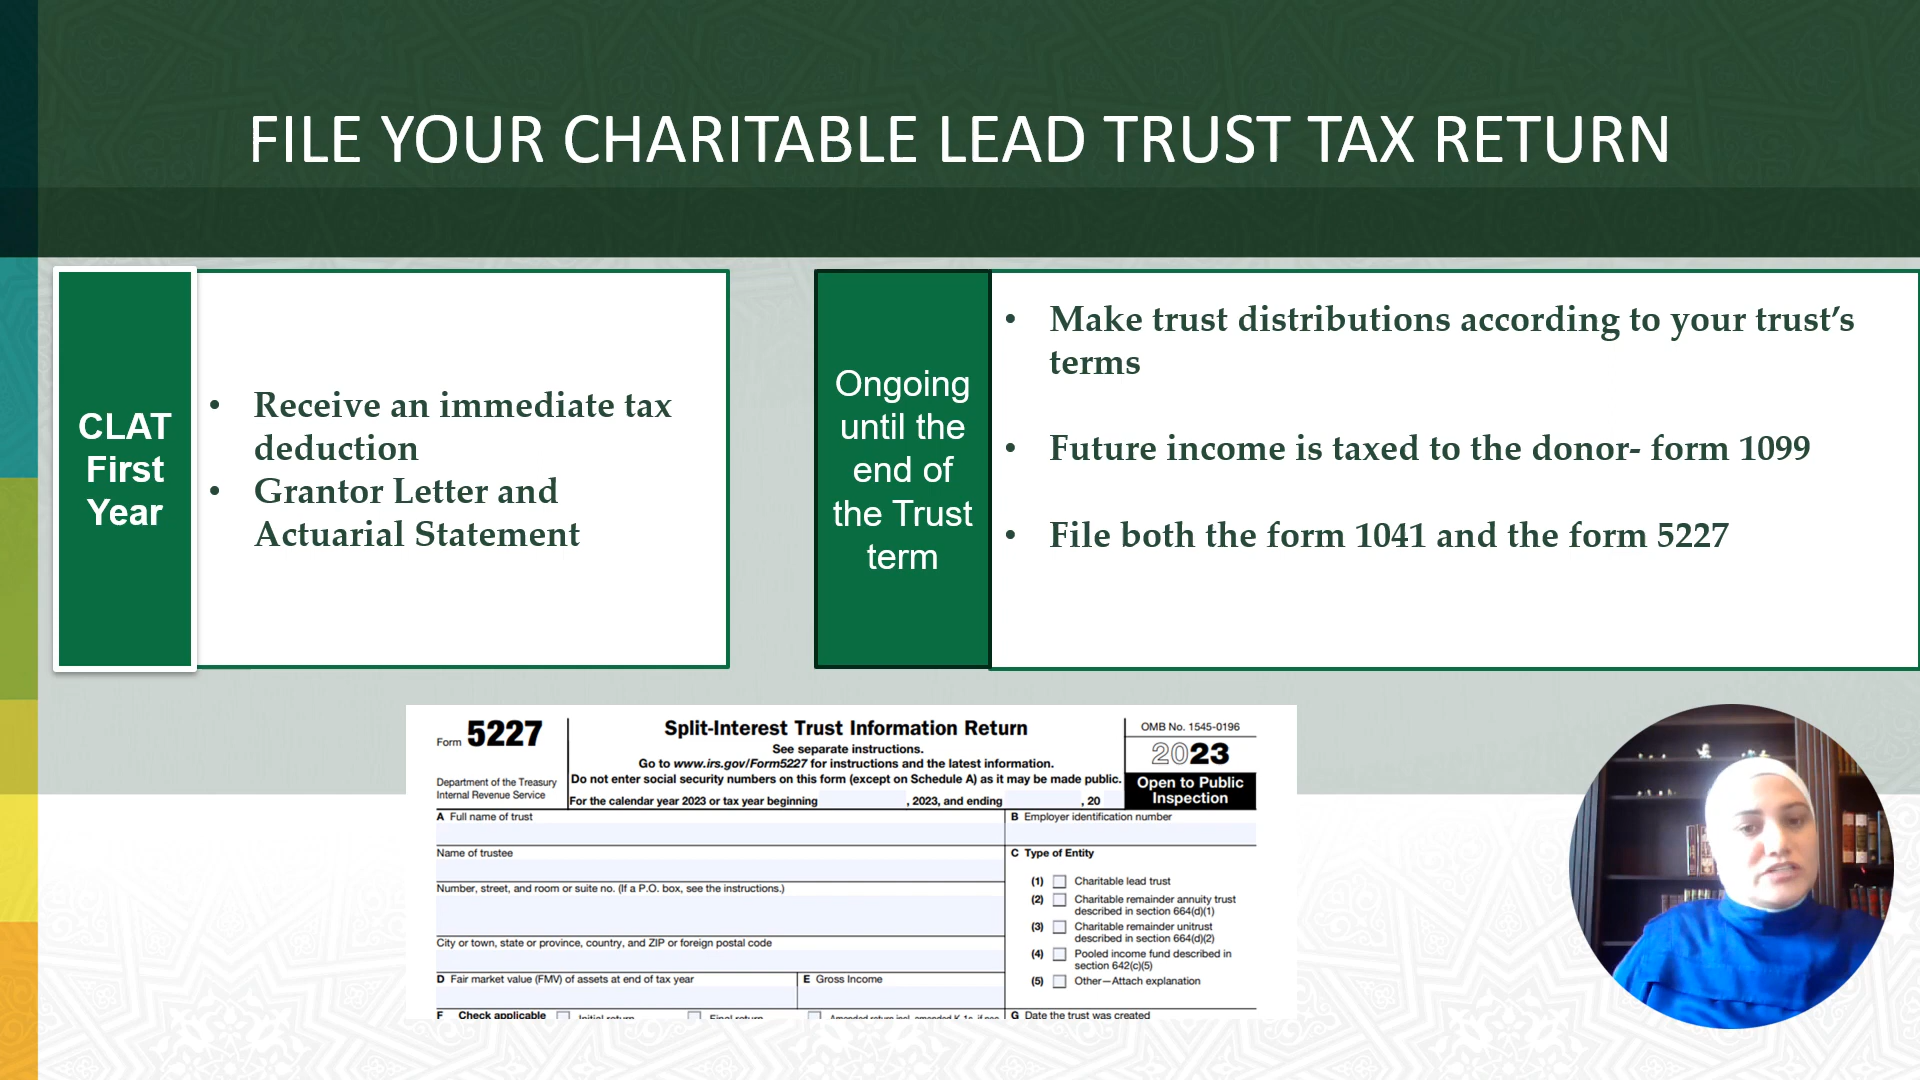 FILE YOUR CHARITABLE LEAD TRUST TAX RETURN
CLAT
First
Year
• Receive an immediate tax
deduction
• Grantor Letter and
Actuarial Statement
Ongoing
until the
end of
the Trust
term
• Make trust distributions according to your trust’s
terms
• Future income is taxed to the donor- form 1099
• File both the form 1041 and the form 5227
Form 5227
Department of the Treasury
Internal Revenue Service
Split-Interest Trust Information Return
See separate instructions.
Go to www.irs.gov/Form5227 for instructions and the latest information.
Do not enter social security numbers on this form (except on Schedule A) as it may be made public.
For the calendar year 2023 or tax year beginning , 2023, and ending , 20
OMB No. 1545-0196
2023
Open to Public
Inspection
A Full name of trust
Name of trustee
Number, street, and room or suite no. (If a P.O. box, see the instructions.)
City or town, state or province, country, and ZIP or foreign postal code
D Fair market value (FMV) of assets at end of tax year
E Gross Income
F Check applicable Initial return Final return Amended return incl. amended K-1s, if
B Employer identification number
C Type of Entity
(1) Charitable lead trust
(2) Charitable remainder annuity trust
described in section 664(d)(1)
(3) Charitable remainder unitrust
described in section 664(d)(2)
(4) Pooled income fund described in
section 642(c)(5)
(5) Other—Attach explanation
G Date the trust was created